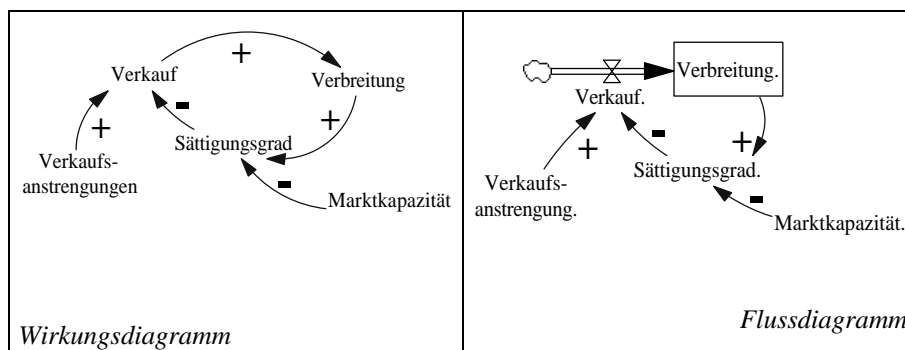 +
Verkauf
Verbreitung
-
+
+
Sättigungsgrad
Verkaufs-
anstrengungen
-
Marktkapazität
Wirkungsdiagramm
Verbreitung.
Verkauf.
+
-
+
Sättigungsgrad.
Verkaufs-
anstrengung.
-
Marktkapazität.
Flussdiagramm